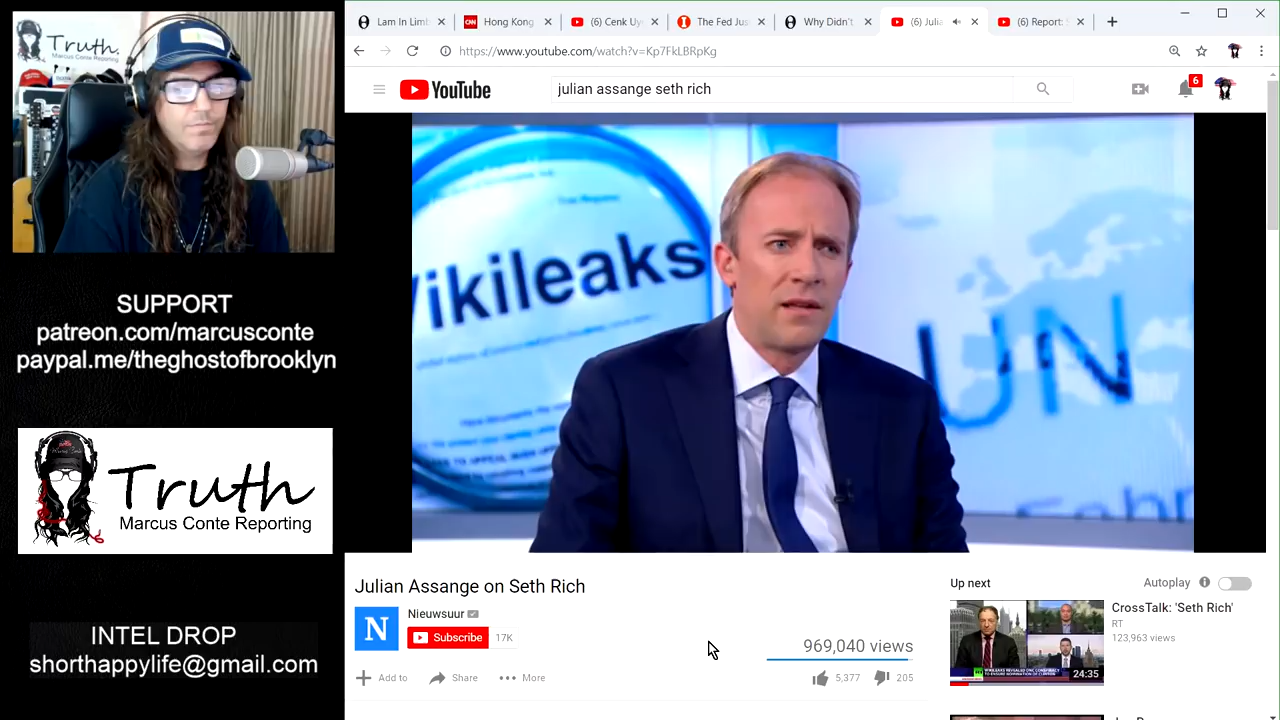 Truth.
Marcus Conte Reporting
SUPPORT
patreon.com/marcusconte
paypal.me/theghostofbrooklyn
Truth
Marcus Conte Reporting
INTEL DROP
shorthappylife@gmail.com
Lam In Limb
CNN
Hong Kong
The Fed Jus
Why Didn't
(6) Julia
(6) Report:
https://www.youtube.com/watch?v=Kp7FkLBRpKg
YouTube
julian assange seth rich
6
ikileaks
UN
Julian Assange on Seth Rich
N
Nieuwsuur
Subscribe
17K
969,040 views
Add to
Share
More
5,377
205
Up next
Autoplay
CrossTalk: 'Seth Rich'
RT
123,963 views
24:35